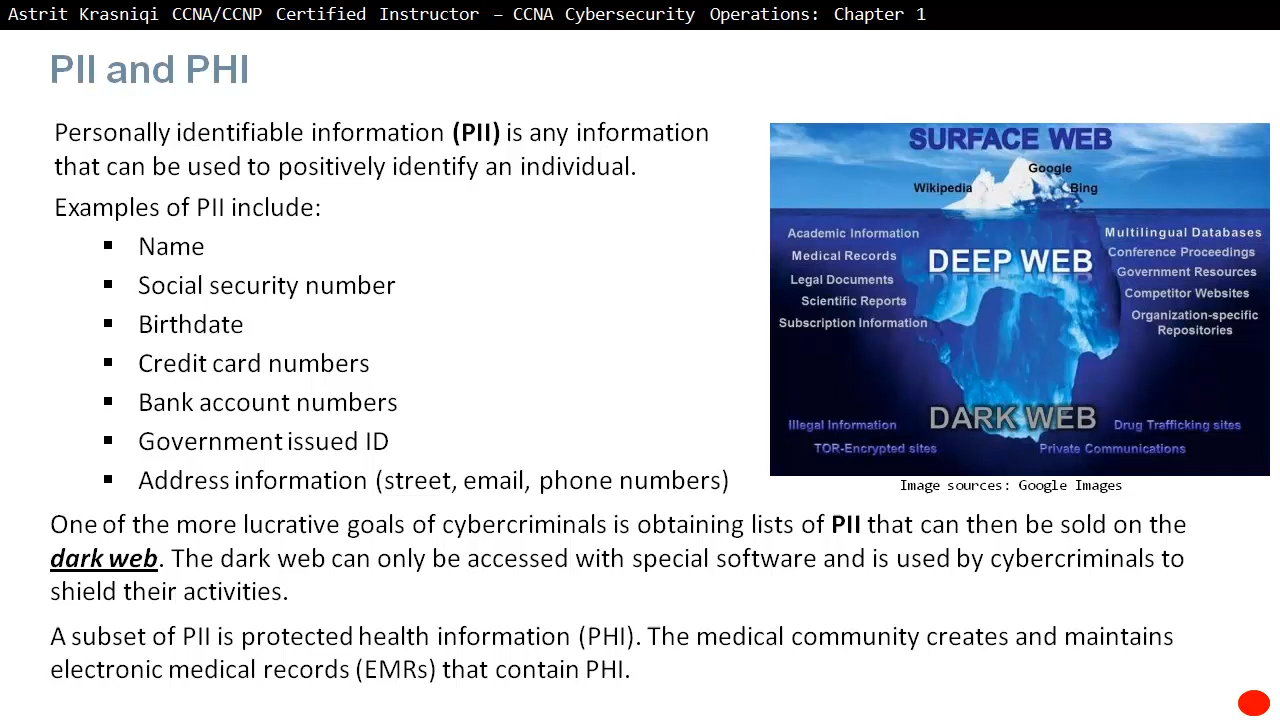 Astrit Krasniqi CCNA/CCNP Certified Instructor – CCNA Cybersecurity Operations: Chapter 1
PII and PHI
Personally identifiable information (PII) is any information
that can be used to positively identify an individual.
Examples of PII include:
▪ Name
▪ Social security number
▪ Birthdate
▪ Credit card numbers
▪ Bank account numbers
▪ Government issued ID
▪ Address information (street, email, phone numbers)
SURFACE WEB
Google
Wikipedia
Bing
DEEP WEB
Academic Information
Medical Records
Legal Documents
Scientific Reports
Subscription Information
Multilingual Databases
Conference Proceedings
Government Resources
Competitor Websites
Organization-specific
Repositories
DARK WEB
Illegal Information
TOR-Encrypted sites
Drug Trafficking sites
Private Communications
Image sources: Google Images
One of the more lucrative goals of cybercriminals is obtaining lists of PII that can then be sold on the
dark web. The dark web can only be accessed with special software and is used by cybercriminals to
shield their activities.
A subset of PII is protected health information (PHI). The medical community creates and maintains
electronic medical records (EMRs) that contain PHI.